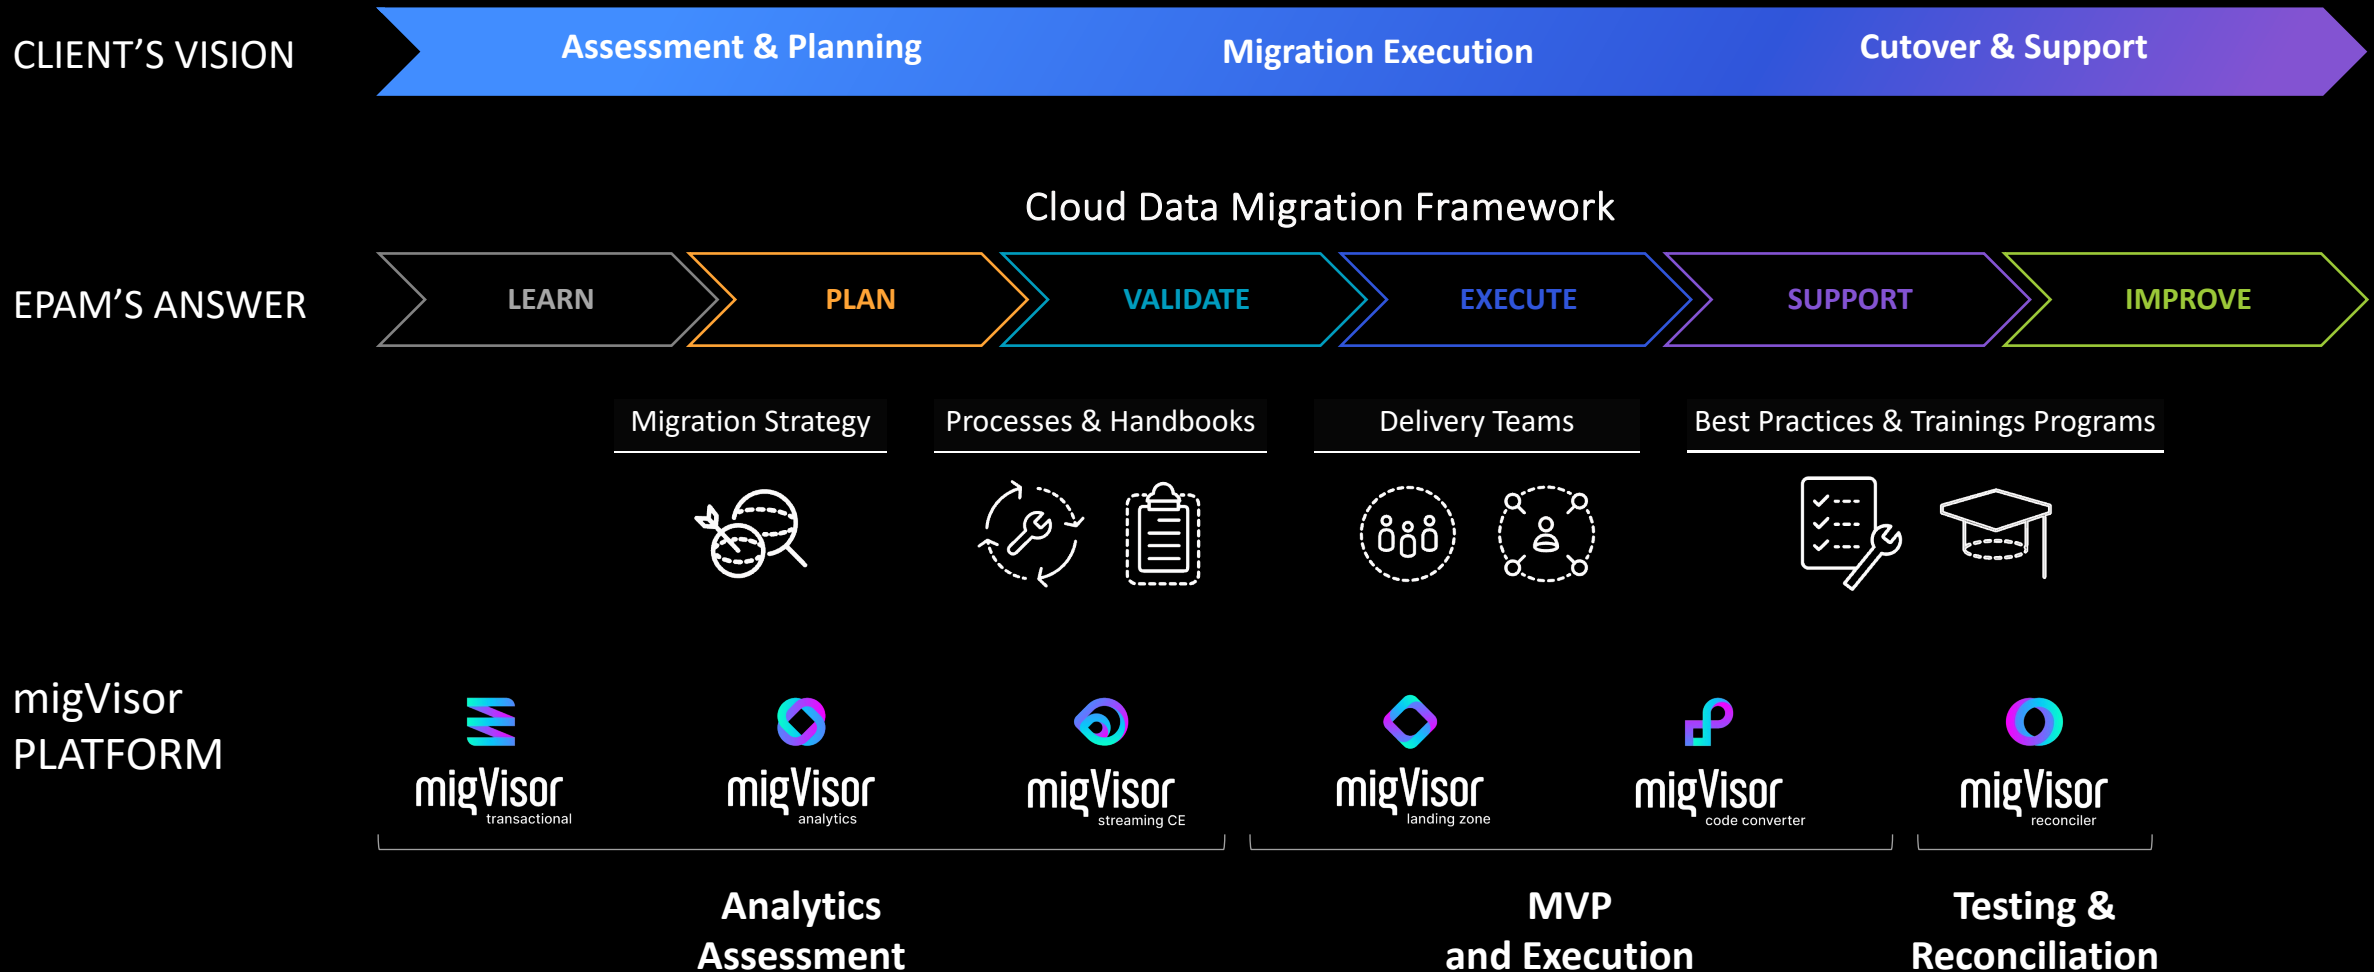 CLIENT’S VISION
Assessment & Planning
Migration Execution
Cutover & Support
Cloud Data Migration Framework
EPAM’S ANSWER
LEARN
PLAN
VALIDATE
EXECUTE
SUPPORT
IMPROVE
Migration Strategy
Processes & Handbooks
Delivery Teams
Best Practices & Trainings Programs
migVisor
PLATFORM
migVisor
transactional
migVisor
analytics
migVisor
streaming CE
migVisor
landing zone
migVisor
code converter
migVisor
reconciler
Analytics
Assessment
MVP
and Execution
Testing &
Reconciliation